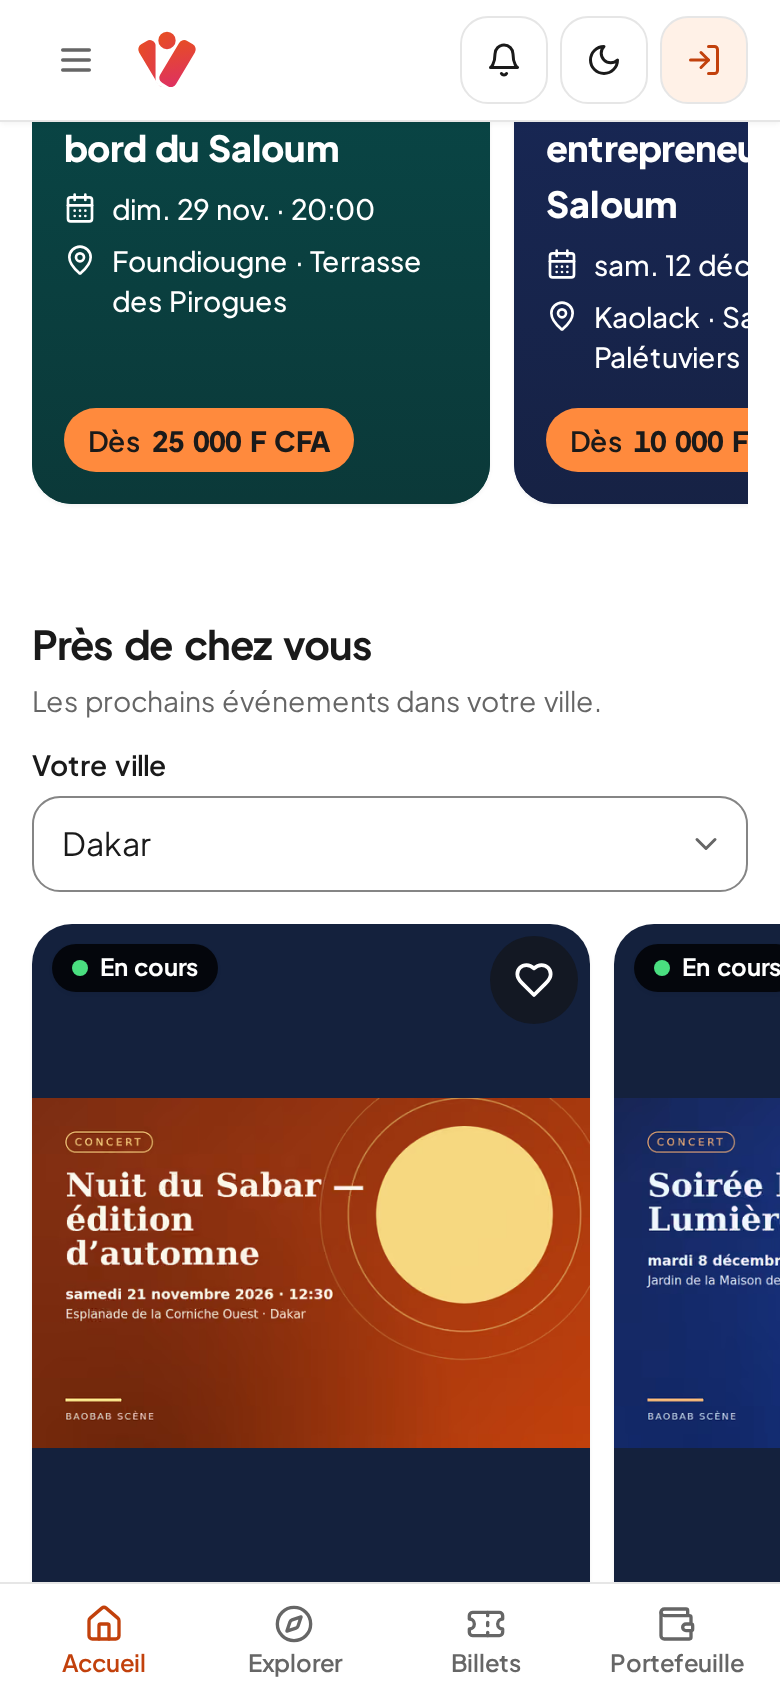 bord du Saloum
dim. 29 nov. · 20:00
Foundiougne · Terrasse
des Pirogues
Dès 25 000 F CFA
entrepreneu
Saloum
sam. 12 déc
Kaolack · Sa
Palétuviers
Dès 10 000 F
Près de chez vous
Les prochains événements dans votre ville.
Votre ville
Dakar
En cours
CONCERT
Nuit du Sabar —
édition
d’automne
samedi 21 novembre 2026 · 12:30
Esplanade de la Corniche Ouest · Dakar
BAOBAB SCÈNE
En cours
CONCERT
Soirée
Lumièr
mardi 8 décembr
Jardin de la Maison de
BAOBAB SCÈNE
Accueil
Explorer
Billets
Portefeuille